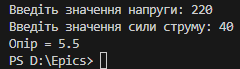 Введіть значення напруги: 220
Введіть значення сили струму: 40
Опір = 5.5
PS D:\Epics>